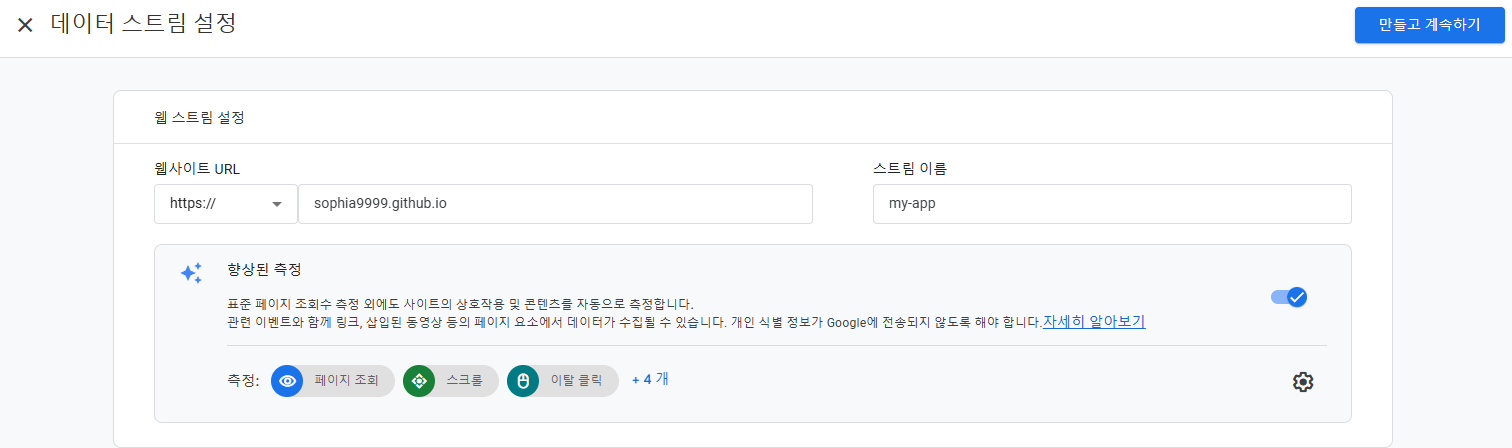 데이터 스트림 설정
만들고 계속하기
웹 스트림 설정
웹사이트 URL
스트림 이름
https://
sophia9999.github.io
my-app
향상된 측정
표준 페이지 조회수 측정 외에도 사이트의 상호작용 및 콘텐츠를 자동으로 측정합니다.
관련 이벤트와 함께 링크, 삽입된 동영상 등의 페이지 요소에서 데이터가 수집될 수 있습니다. 개인 식별 정보가 Google에 전송되지 않도록 해야 합니다.자세히 알아보기
측정: 페이지 조회 스크롤 이탈 클릭 + 4 개